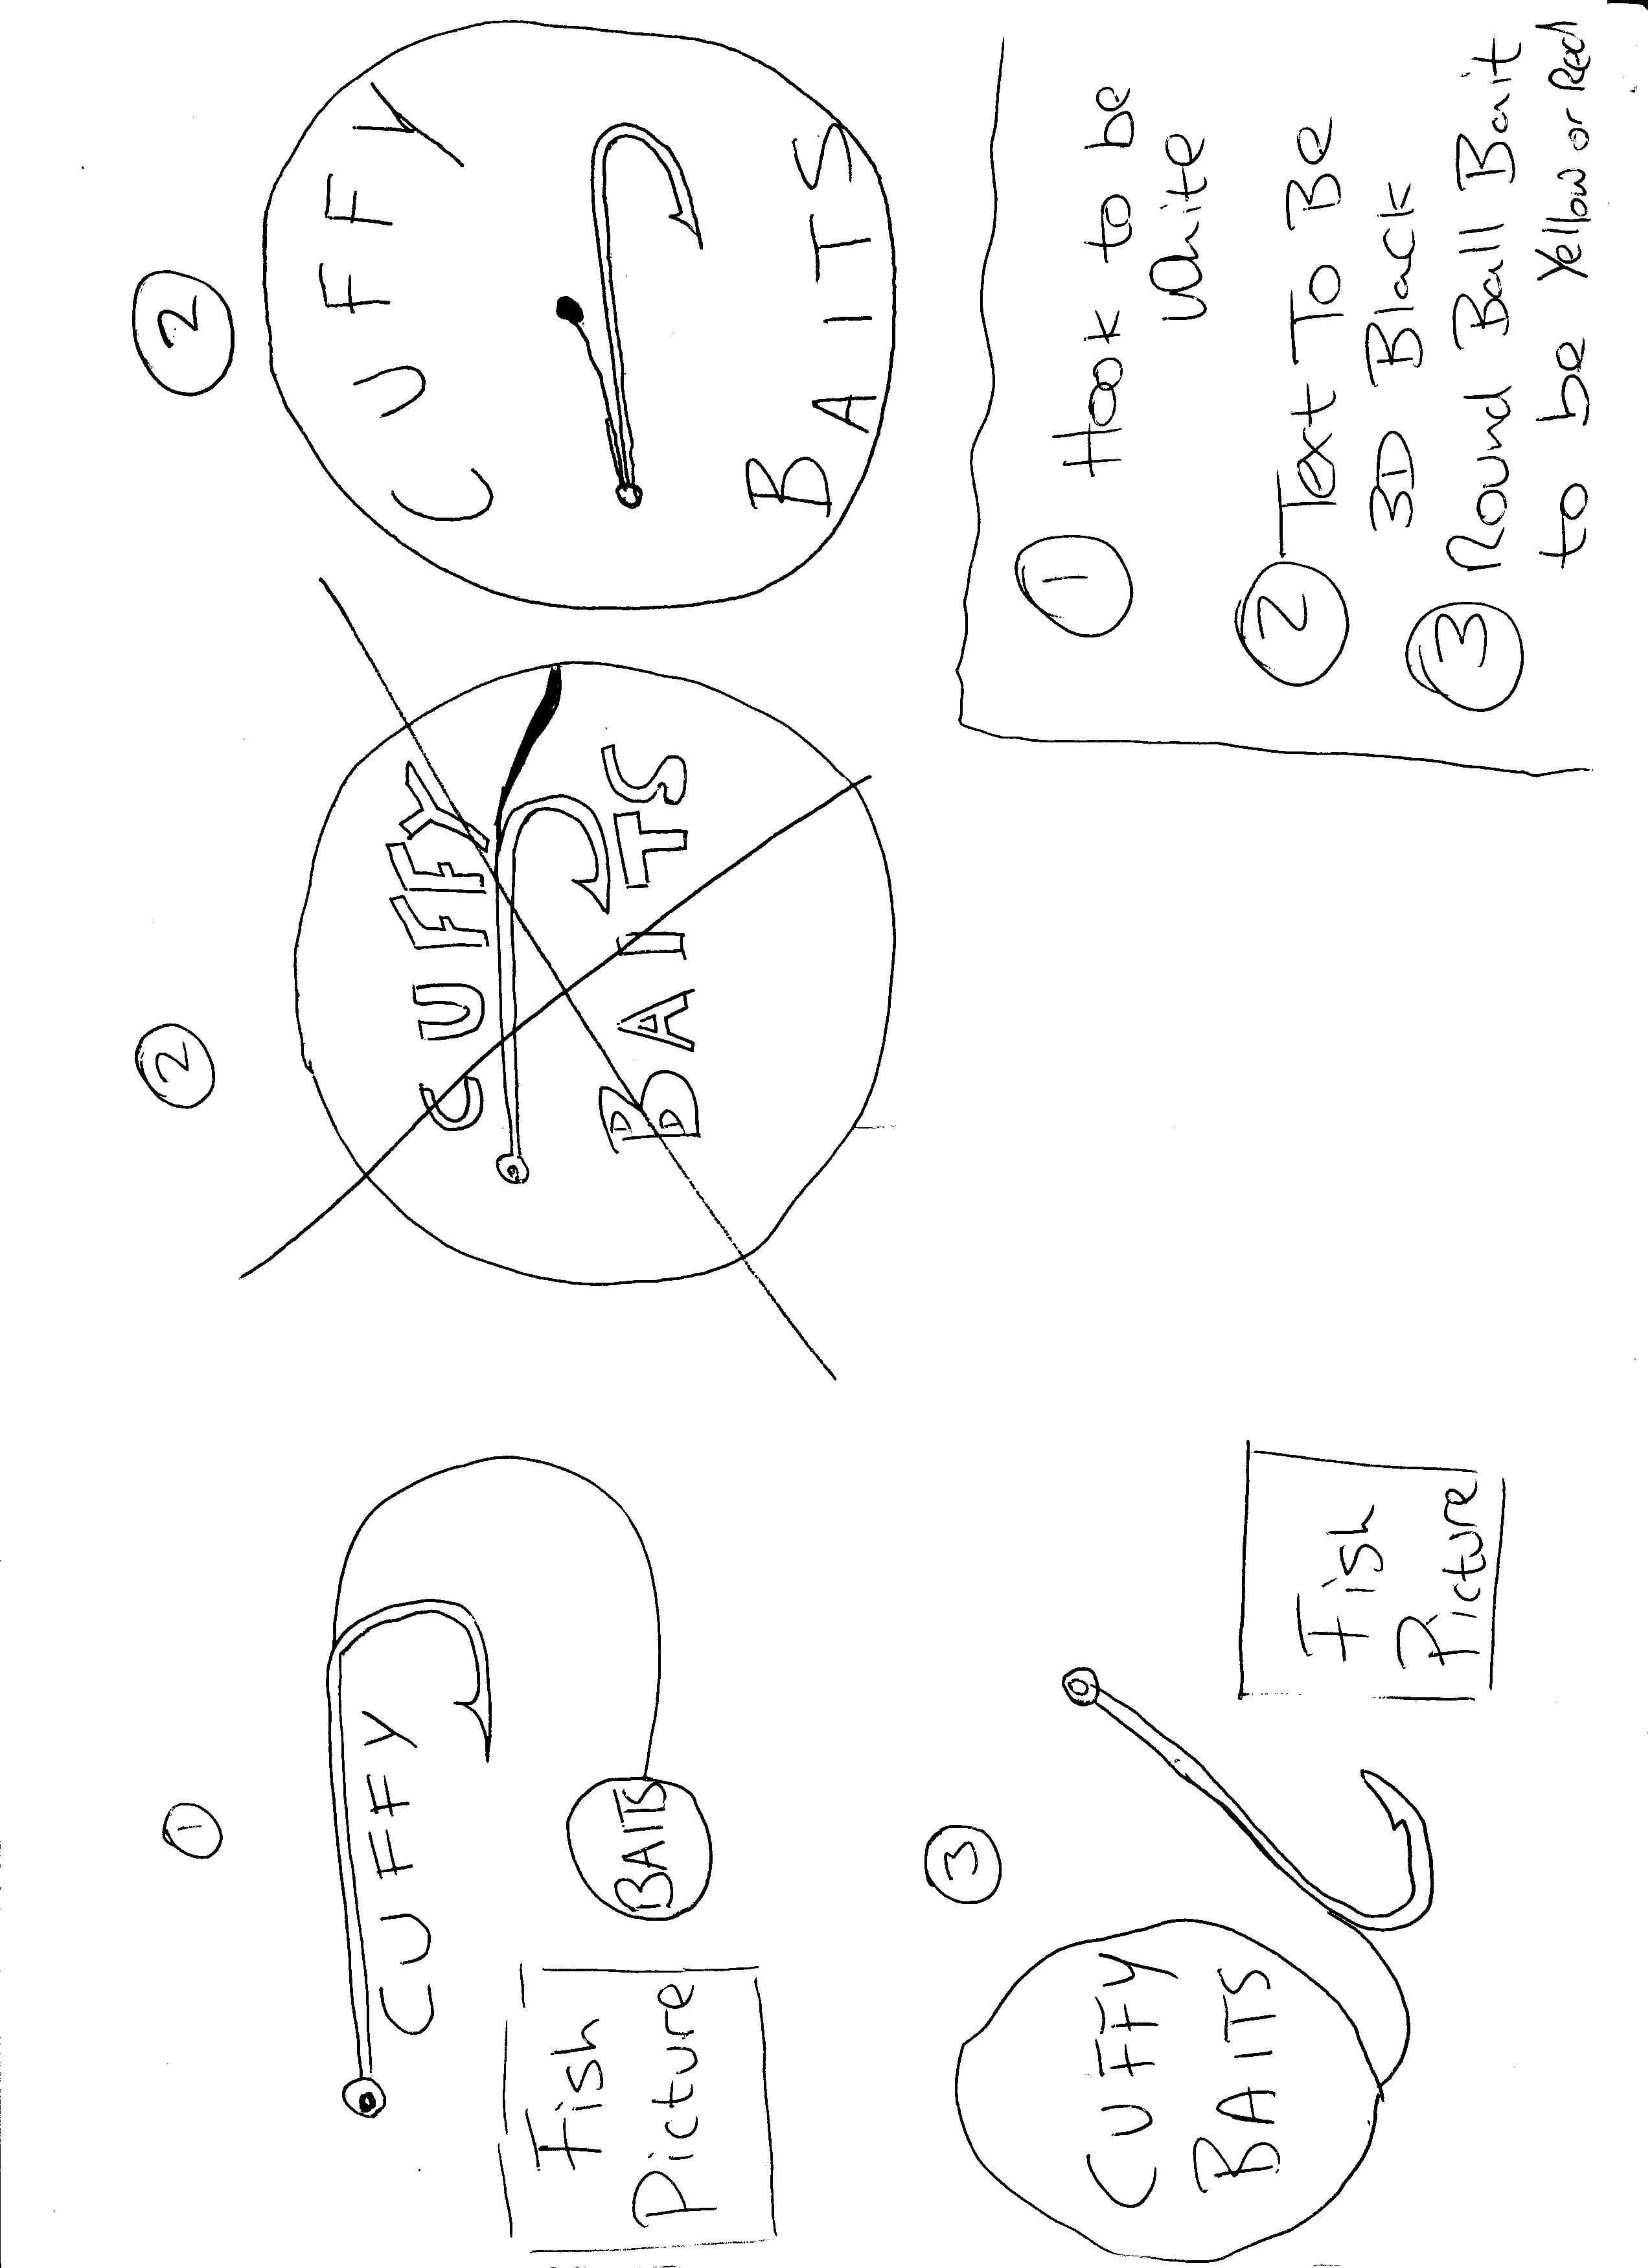 ①
CUFFY
BAITS
Fish
Picture
②
CUFFY
BAITS
②
CUFFY
BAITS
③
CUFFY
BAITS
Fish
Picture
① Hook to be
White
② Text To Be
3D Black
③ Round Ball Bait
to be Yellow or Red